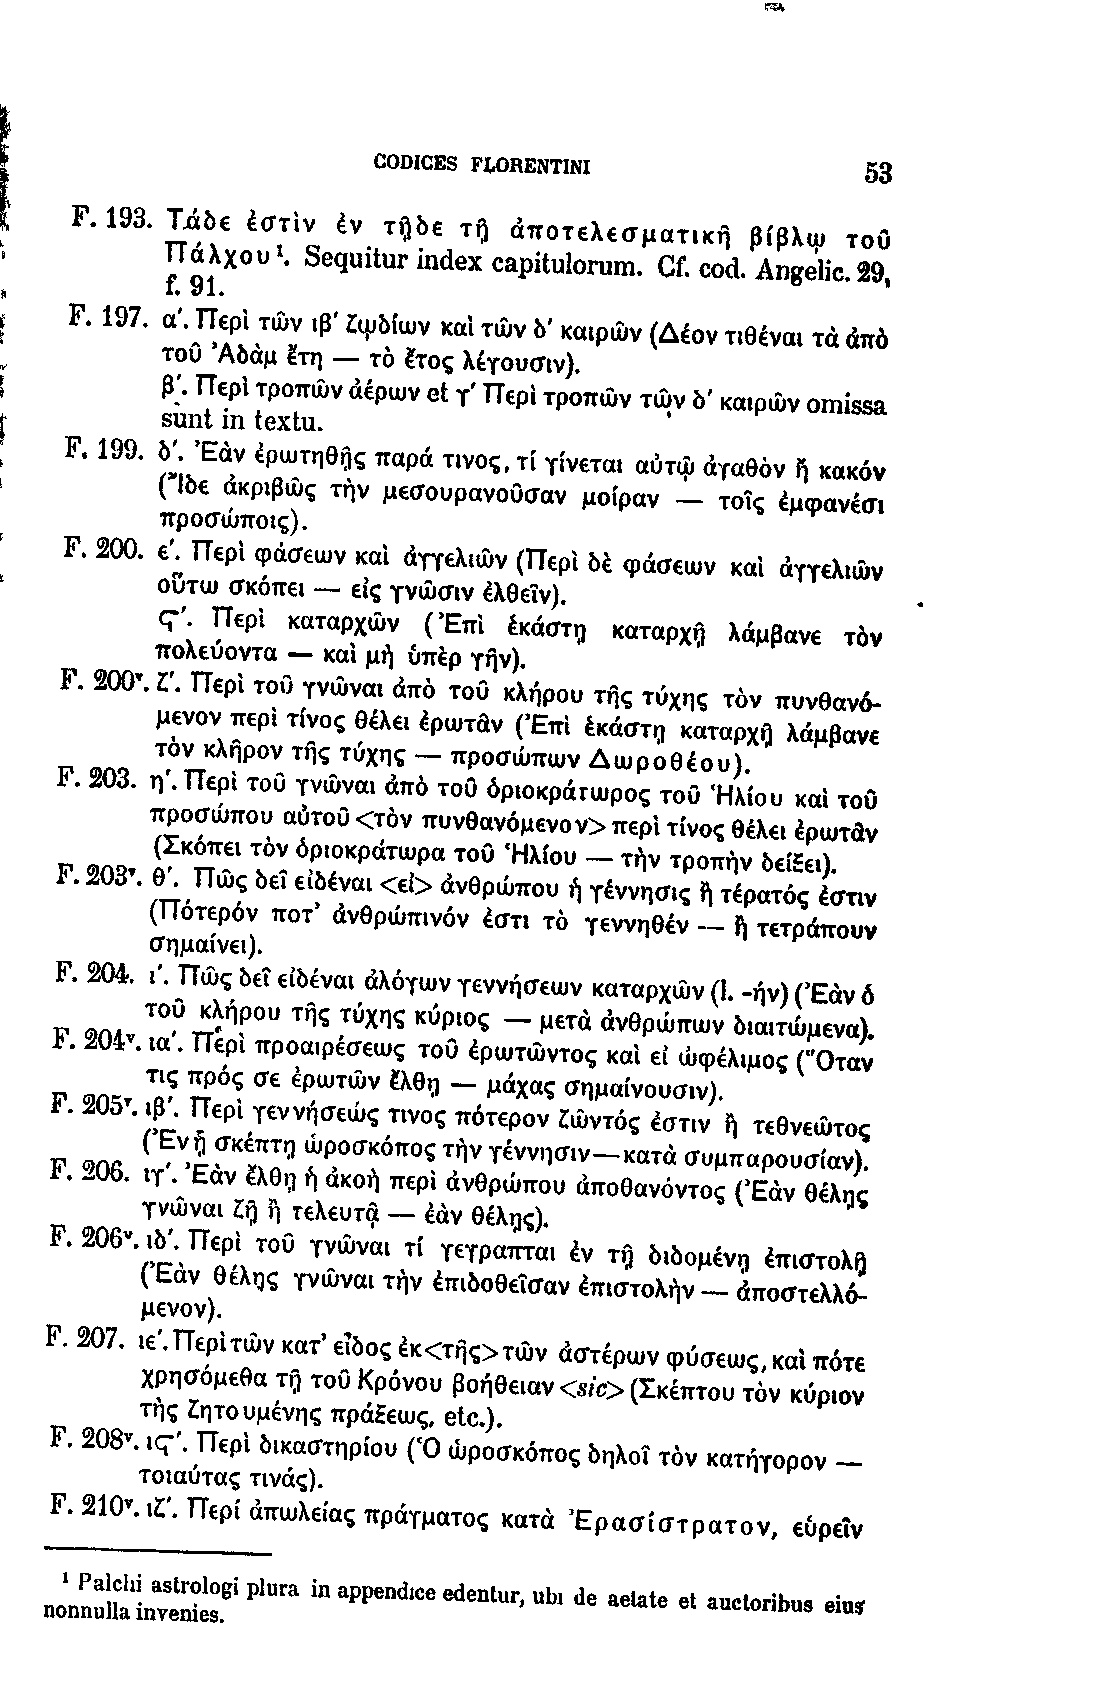 CODICES FLORENTINI 53
F. 193. Τάδε ἐστὶν ἐν τῇδε τῇ ἀποτελεσματικῇ βίβλῳ τοῦ
Πάλχου¹. Sequitur index capitulorum. Cf. cod. Angelic. 29,
f. 91.
F. 197. α′. Περὶ τῶν ιβ′ ζῳδίων καὶ τῶν δ′ καιρῶν (Δέον τιθέναι τὰ ἀπὸ
τοῦ Ἀδὰμ ἔτη — τὸ ἔτος λέγουσιν).
β′. Περὶ τροπῶν ἀέρων et γ′ Περὶ τροπῶν τῶν δ′ καιρῶν omissa
sunt in textu.
F. 199. δ′. Ἐὰν ἐρωτηθῇς παρά τινος, τί γίνεται αὐτῷ ἀγαθὸν ἢ κακόν
(Ἴδε ἀκριβῶς τὴν μεσουρανοῦσαν μοίραν — τοῖς ἐμφανέσι
προσώποις).
F. 200. ε′. Περὶ φάσεων καὶ ἀγγελιῶν (Περὶ δὲ φάσεων καὶ ἀγγελιῶν
οὕτω σκόπει — εἰς γνῶσιν ἐλθεῖν).
ϛ′. Περὶ καταρχῶν (Ἐπὶ ἑκάστῃ καταρχῇ λάμβανε τὸν
πολεύοντα — καὶ μὴ ὑπὲρ γῆν).
F. 200ᵛ. ζ′. Περὶ τοῦ γνῶναι ἀπὸ τοῦ κλήρου τῆς τύχης τὸν πυνθανό-
μενον περὶ τίνος θέλει ἐρωτᾶν (Ἐπὶ ἑκάστῃ καταρχῇ λάμβανε
τὸν κλῆρον τῆς τύχης — προσώπων Δωροθέου).
F. 203. η′. Περὶ τοῦ γνῶναι ἀπὸ τοῦ ὁριοκράτωρος τοῦ Ἡλίου καὶ τοῦ
προσώπου αὐτοῦ <τὸν πυνθανόμενον> περὶ τίνος θέλει ἐρωτᾶν
(Σκόπει τὸν ὁριοκράτωρα τοῦ Ἡλίου — τὴν τροπὴν δείξει).
F. 203ᵛ. θ′. Πῶς δεῖ εἰδέναι <εἰ> ἀνθρώπου ἡ γέννησις ἢ τέρατός ἐστιν
(Πότερόν ποτ’ ἀνθρώπινόν ἐστι τὸ γεννηθέν — ἢ τετράπουν
σημαίνει).
F. 204. ι′. Πῶς δεῖ εἰδέναι ἀλόγων γεννήσεων καταρχῶν (l. -ήν) (Ἐὰν ὁ
τοῦ κλήρου τῆς τύχης κύριος — μετὰ ἀνθρώπων διαιτώμενα).
F. 204ᵛ. ια′. Περὶ προαιρέσεως τοῦ ἐρωτῶντος καὶ εἰ ὠφέλιμος (Ὅταν
τις πρός σε ἐρωτῶν ἔλθῃ — μάχας σημαίνουσιν).
F. 205ᵛ. ιβ′. Περὶ γεννήσεώς τινος πότερον ζῶντός ἐστιν ἢ τεθνεῶτος
(Ἐν ᾗ σκέπτῃ ὡροσκόπος τὴν γέννησιν — κατὰ συμπαρουσίαν).
F. 206. ιγ′. Ἐὰν ἔλθῃ ἡ ἀκοὴ περὶ ἀνθρώπου ἀποθανόντος (Ἐὰν θέλῃς
γνῶναι ζῇ ἢ τελευτᾷ — ἐὰν θέλῃς).
F. 206ᵛ. ιδ′. Περὶ τοῦ γνῶναι τί γεγραπται ἐν τῇ διδομένῃ ἐπιστολῇ
(Ἐὰν θέλῃς γνῶναι τὴν ἐπιδοθεῖσαν ἐπιστολὴν — ἀποστελλό-
μενον).
F. 207. ιε′. Περὶ τῶν κατ’ εἶδος ἐκ <τῆς> τῶν ἀστέρων φύσεως, καὶ πότε
χρησόμεθα τῇ τοῦ Κρόνου βοήθειαν <sic> (Σκέπτου τὸν κύριον
τῆς ζητουμένης πράξεως, etc.).
F. 208ᵛ. ιϛ′. Περὶ δικαστηρίου (Ὁ ὡροσκόπος δηλοῖ τὸν κατήγορον —
τοιαύτας τινάς).
F. 210ᵛ. ιζ′. Περί ἀπωλείας πράγματος κατὰ Ἐρασίστρατον, εὑρεῖν
¹ Palchi astrologi plura in appendice edentur, ubi de aetate et auctoribus eius
nonnulla invenies.